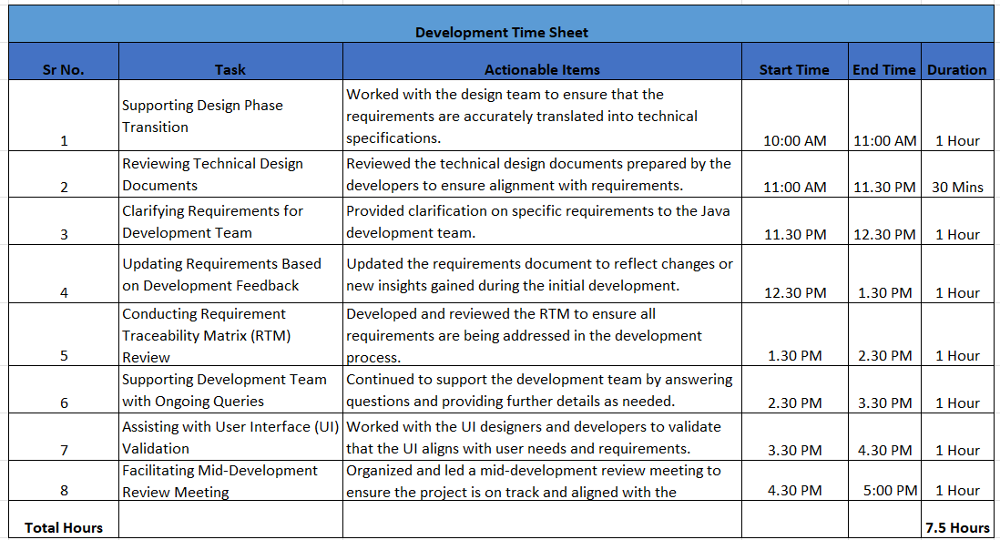 Development Time Sheet
Sr No. Task Actionable Items Start Time End Time Duration
1
Supporting Design Phase
Transition
Worked with the design team to ensure that the
requirements are accurately translated into technical
specifications.
10:00 AM 11:00 AM 1 Hour
2
Reviewing Technical Design
Documents
Reviewed the technical design documents prepared by the
developers to ensure alignment with requirements.
11:00 AM 11.30 PM 30 Mins
3
Clarifying Requirements for
Development Team
Provided clarification on specific requirements to the Java
development team.
11.30 PM 12.30 PM 1 Hour
4
Updating Requirements Based
on Development Feedback
Updated the requirements document to reflect changes or
new insights gained during the initial development.
12.30 PM 1.30 PM 1 Hour
5
Conducting Requirement
Traceability Matrix (RTM)
Review
Developed and reviewed the RTM to ensure all
requirements are being addressed in the development
process.
1.30 PM 2.30 PM 1 Hour
6
Supporting Development Team
with Ongoing Queries
Continued to support the development team by answering
questions and providing further details as needed.
2.30 PM 3.30 PM 1 Hour
7
Assisting with User Interface (UI)
Validation
Worked with the UI designers and developers to validate
that the UI aligns with user needs and requirements.
3.30 PM 4.30 PM 1 Hour
8
Facilitating Mid-Development
Review Meeting
Organized and led a mid-development review meeting to
ensure the project is on track and aligned with the
4.30 PM 5:00 PM 1 Hour
Total Hours 7.5 Hours